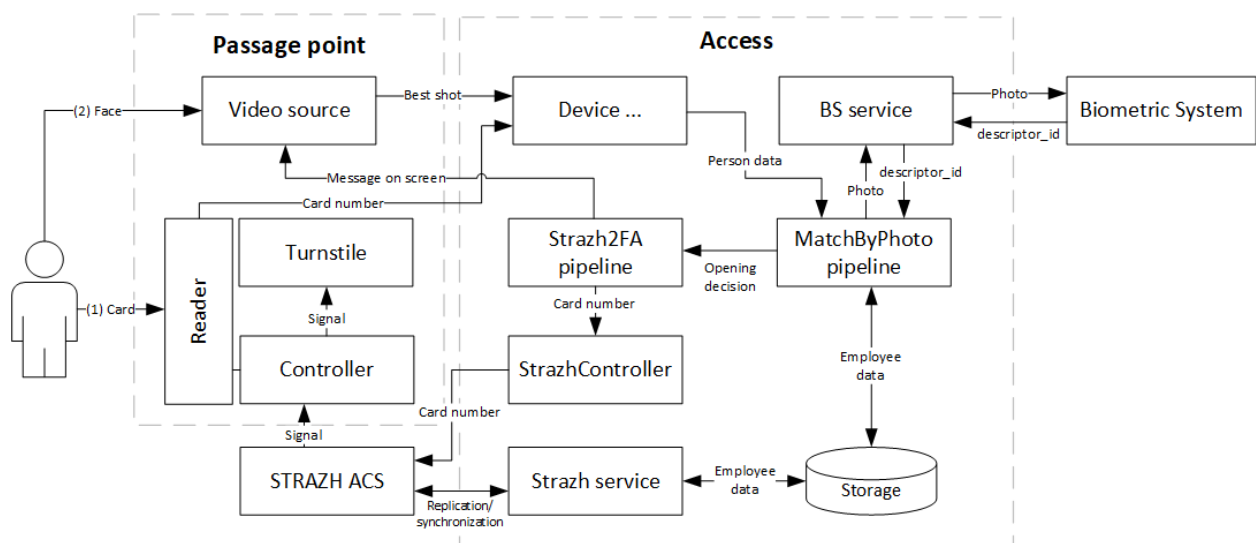 Passage point
Access
(2) Face
Video source
Best shot
Device ...
BS service
Photo
Biometric System
descriptor_id
Person data
descriptor_id
Message on screen
Photo
Card number
Reader
Turnstile
Strazh2FA
pipeline
MatchByPhoto
pipeline
Opening
decision
(1) Card
Signal
Card number
Controller
StrazhController
Employee
data
Card number
Signal
STRAZH ACS
Strazh service
Employee
data
Storage
Replication/
synchronization